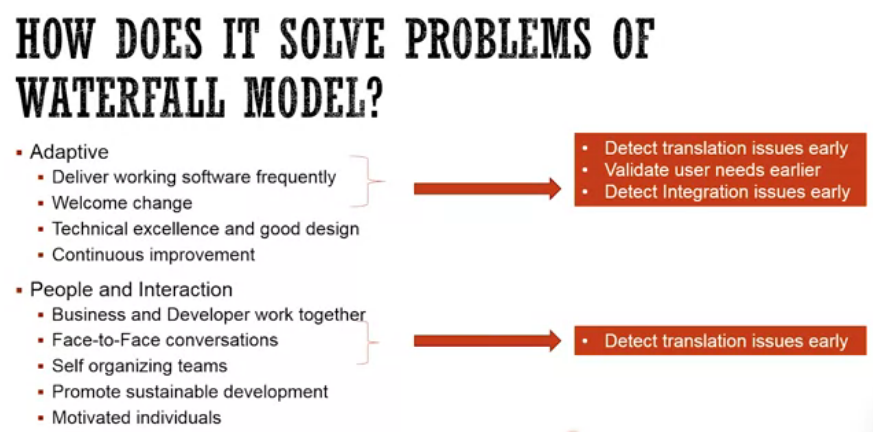 HOW DOES IT SOLVE PROBLEMS OF
WATERFALL MODEL?
▪ Adaptive
▪ Deliver working software frequently
▪ Welcome change
▪ Technical excellence and good design
▪ Continuous improvement
▪ People and Interaction
▪ Business and Developer work together
▪ Face-to-Face conversations
▪ Self organizing teams
▪ Promote sustainable development
▪ Motivated individuals
• Detect translation issues early
• Validate user needs earlier
• Detect Integration issues early
• Detect translation issues early